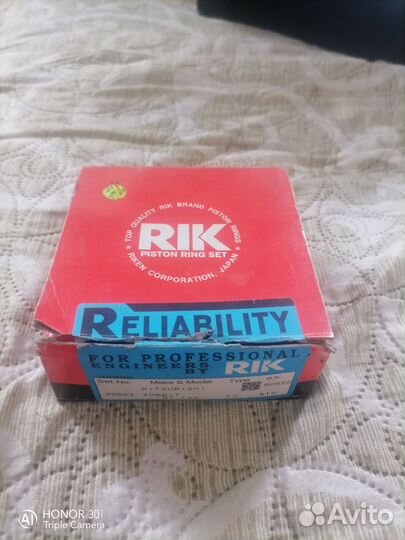 TOP QUALITY RIK BRAND PISTON RINGS
RIK
PISTON RING SET
RIKEN CORPORATION, JAPAN
RELIABILITY
FOR PROFESSIONAL
ENGINEERS
BY RIK
Set No. Make & Model Type
MITSUBISHI
STD
HONOR 30i
Triple Camera
Avito